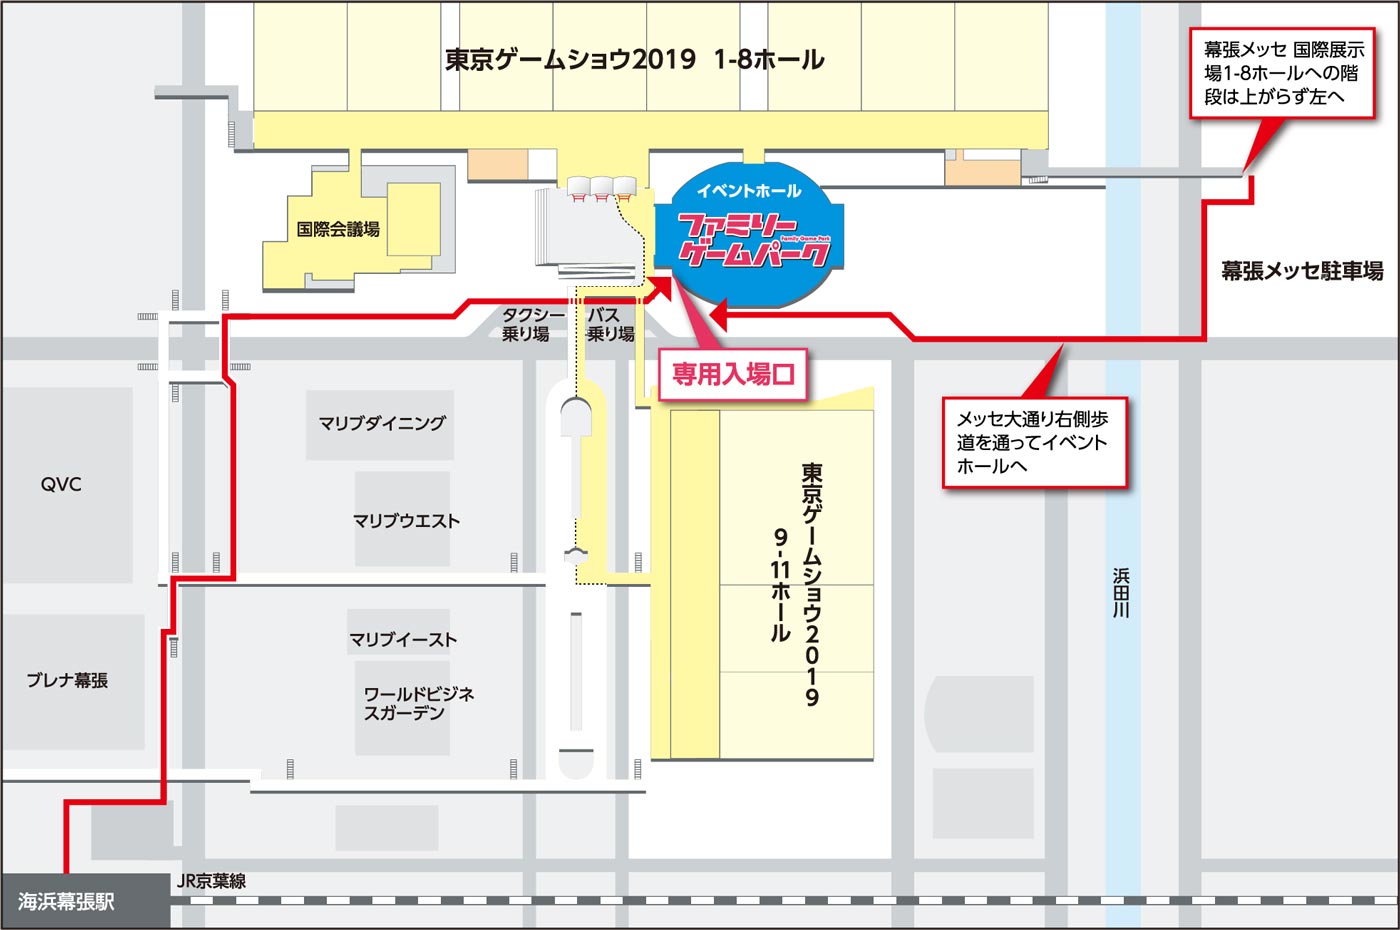 東京ゲームショウ2019 1-8ホール
幕張メッセ 国際展示
場1-8ホールへの階
段は上がらず左へ
イベントホール
ファミリー
Family Game Park
ゲームパーク
国際会議場
幕張メッセ駐車場
タクシー
乗り場
バス
乗り場
専用入場口
メッセ大通り右側歩
道を通ってイベント
ホールへ
マリブダイニング
QVC
マリブウエスト
東京ゲームショウ2019
9-11ホール
浜田川
マリブイースト
プレナ幕張
ワールドビジネ
スガーデン
JR京葉線
海浜幕張駅